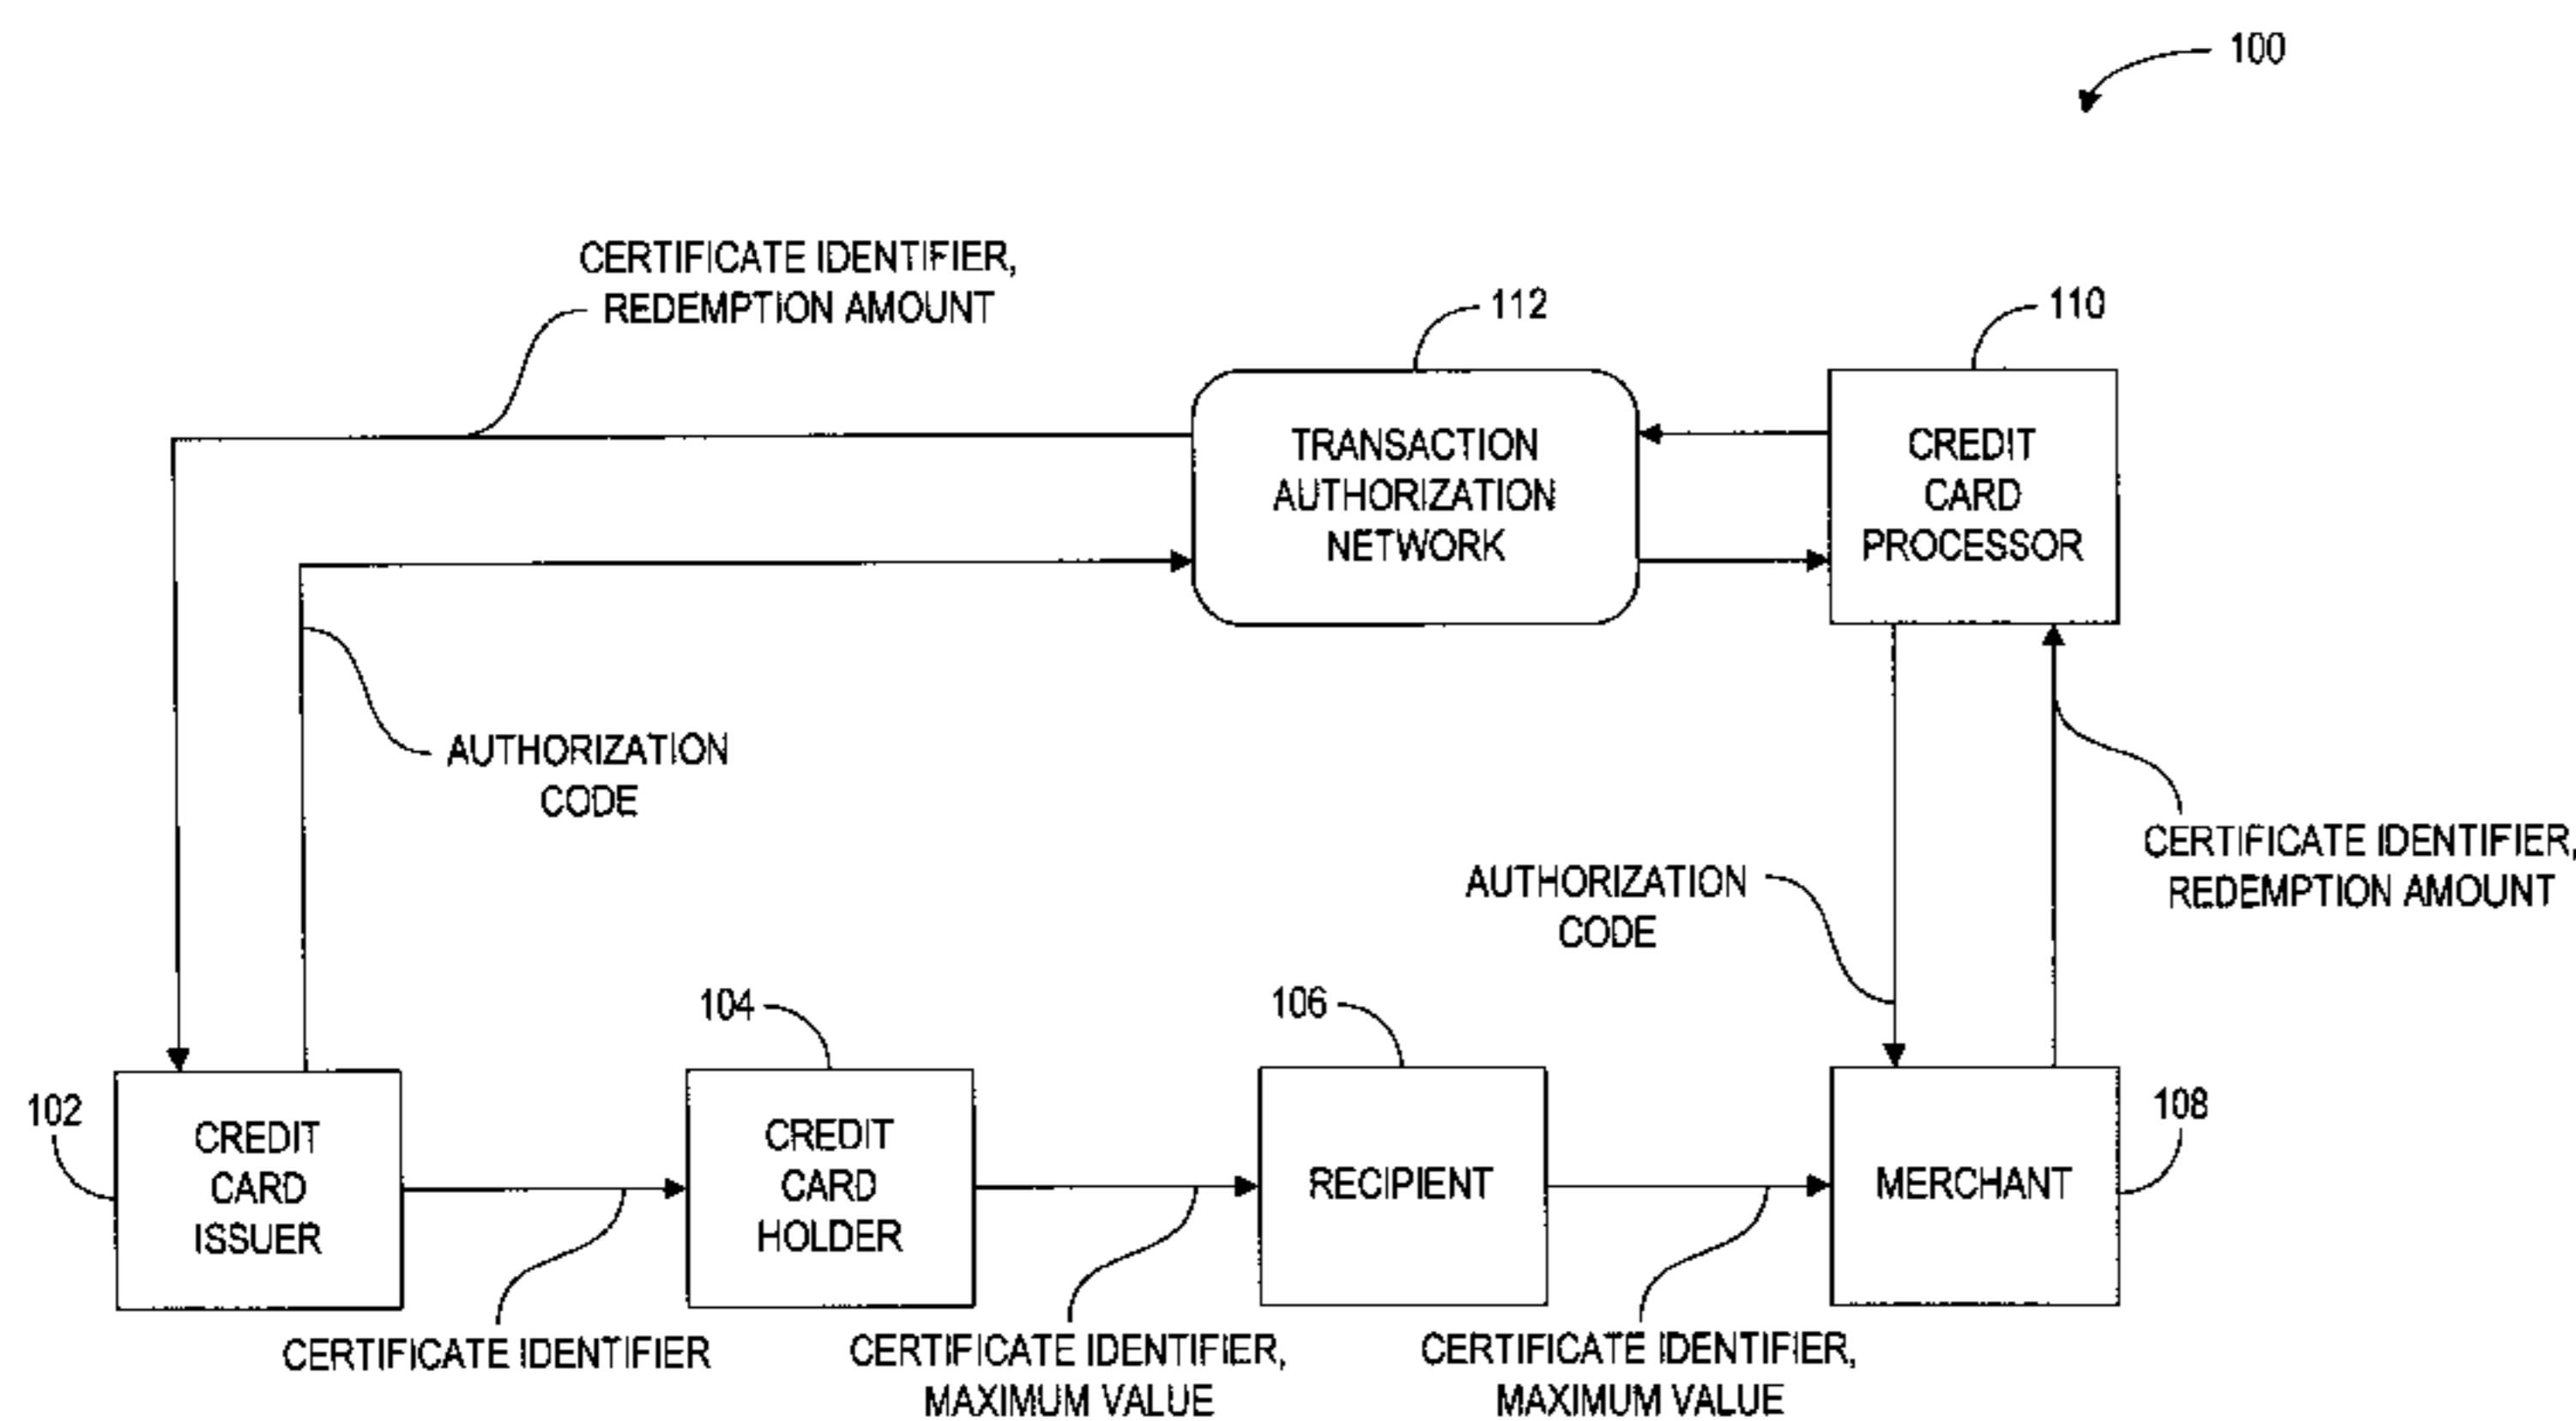 100
CERTIFICATE IDENTIFIER,
REDEMPTION AMOUNT
112
110
TRANSACTION
AUTHORIZATION
NETWORK
CREDIT
CARD
PROCESSOR
AUTHORIZATION
CODE
CERTIFICATE IDENTIFIER,
REDEMPTION AMOUNT
AUTHORIZATION
CODE
104
106
102
108
CREDIT
CARD
ISSUER
CREDIT
CARD
HOLDER
RECIPIENT
MERCHANT
CERTIFICATE IDENTIFIER
CERTIFICATE IDENTIFIER,
MAXIMUM VALUE
CERTIFICATE IDENTIFIER,
MAXIMUM VALUE